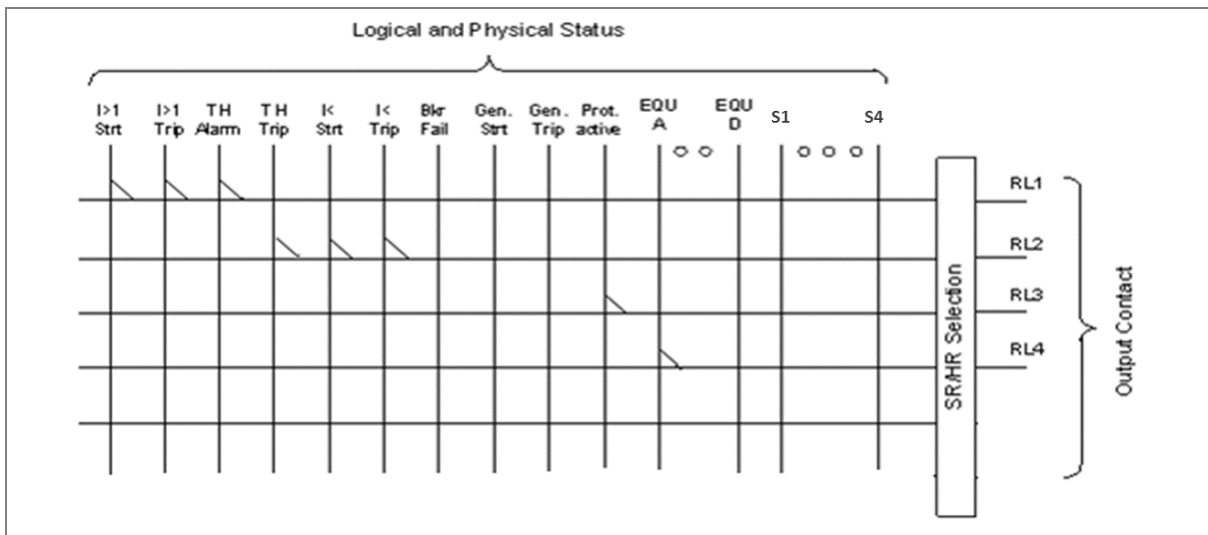 Logical and Physical Status
I>1 Strt
I>1 Trip
TH Alarm
TH Trip
I< Strt
I< Trip
Bkr Fail
Gen. Strt
Gen. Trip
Prot. active
EQU A
EQU D
S1
S4
RL1
RL2
RL3
RL4
SR/HR Selection
Output Contact